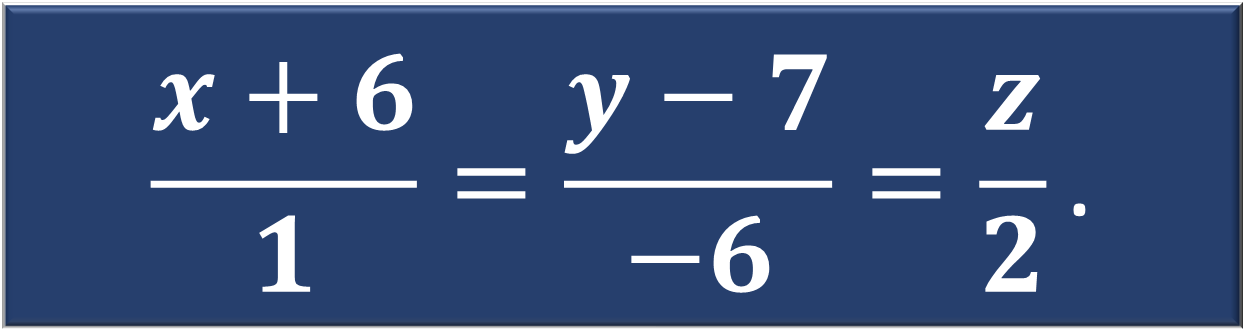 x + 6 / 1 = y − 7 / −6 = z / 2 .